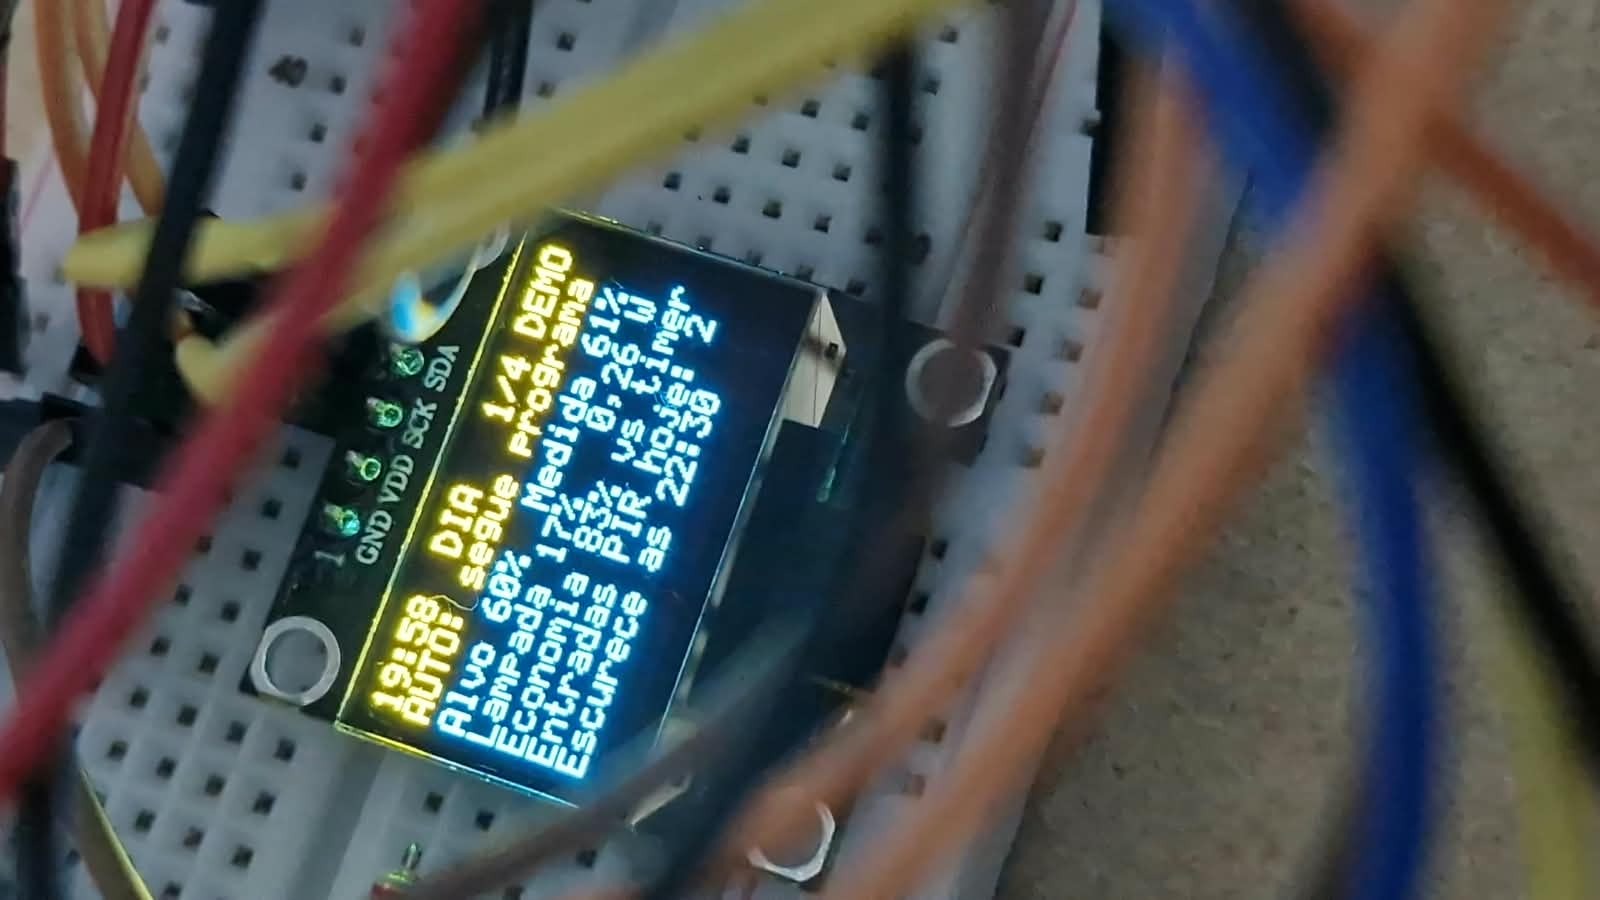 19:58 DIA 1/4 DEMO
AUTO: segue programa
Alvo 60% Medida 61%
Lampada 17% 0,26 W
Economia 83% vs timer
Entradas PIR hoje: 2
Escurece as 22:30
1
GND VDD SCK SDA